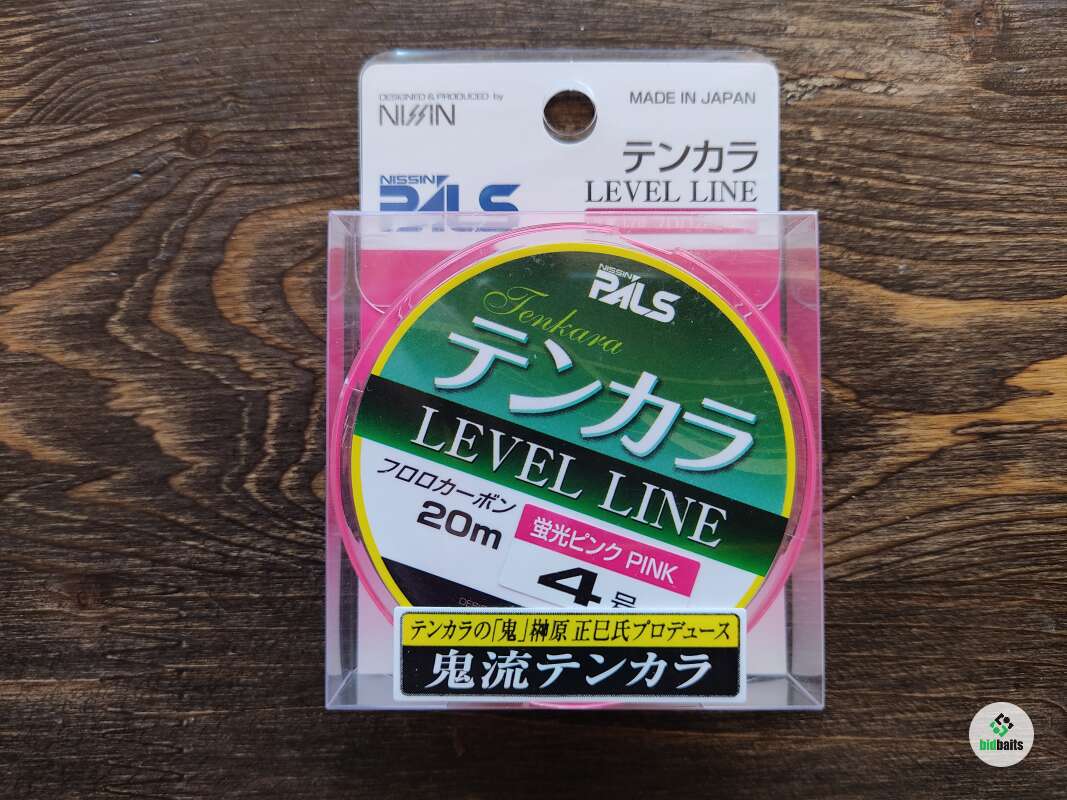 DESIGNED & PRODUCED by
NISSIN
MADE IN JAPAN
テンカラ
LEVEL LINE
NISSIN
PALS
NISSIN
PALS
Tenkara
テンカラ
LEVEL LINE
フロロカーボン
20m
蛍光ピンク PINK
4号
テンカラの「鬼」榊原 正巳氏プロデュース
鬼流テンカラ
bidbaits